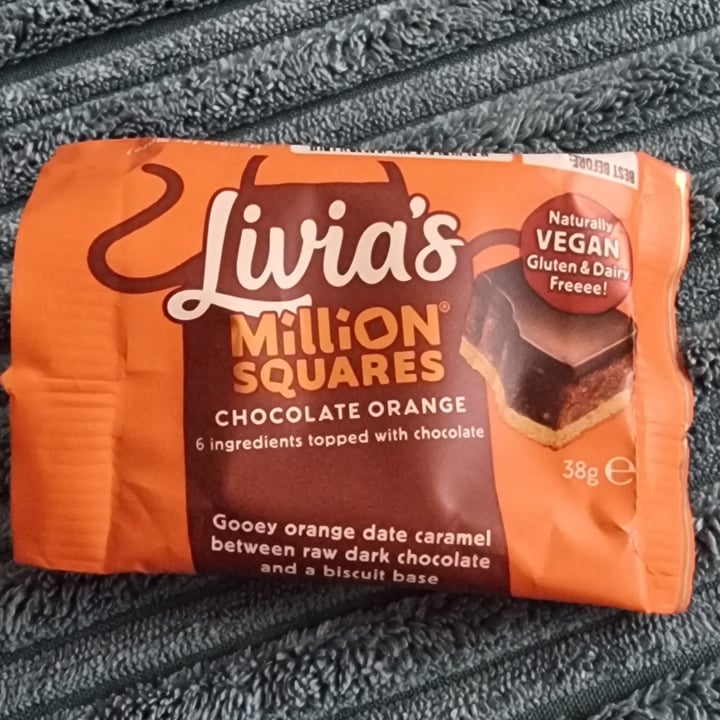 BEST BEFORE:
Livia's
MilliON®
SQUARES
CHOCOLATE ORANGE
6 ingredients topped with chocolate
Naturally
VEGAN
Gluten & Dairy
Freeee!
38g e
Gooey orange date caramel
between raw dark chocolate
and a biscuit base